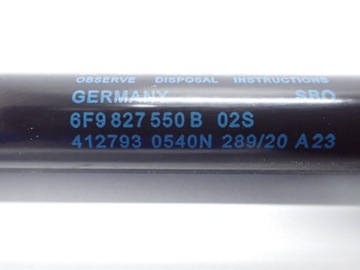 OBSERVE DISPOSAL INSTRUCTIONS
GERMANY SBO
6F9 827 550 B 02S
412793 0540N 289/20 A23